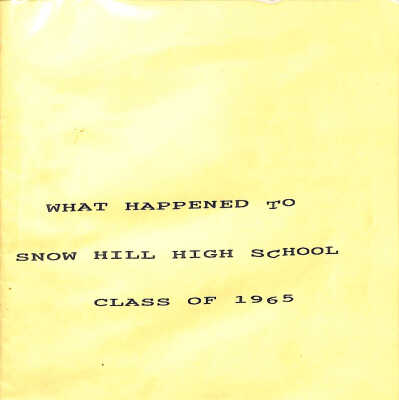 WHAT HAPPENED TO
SNOW HILL HIGH SCHOOL
CLASS OF 1965